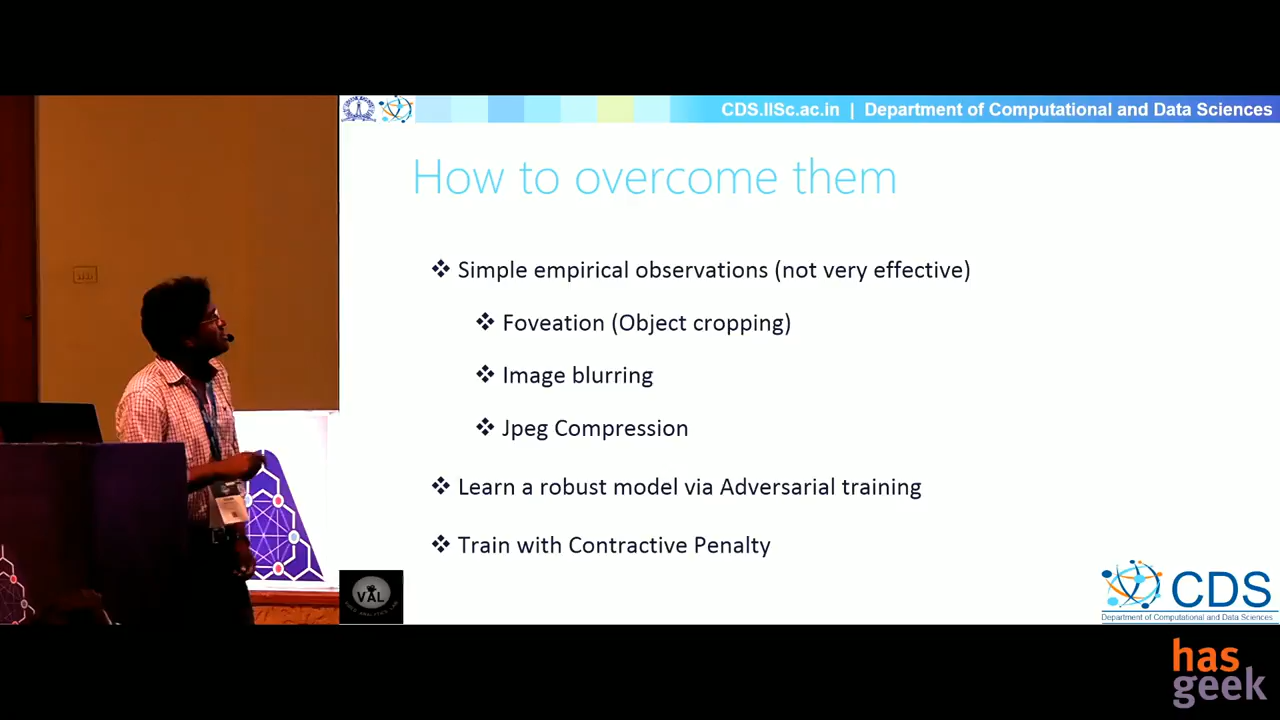 CDS.IISc.ac.in | Department of Computational and Data Sciences
How to overcome them
❖ Simple empirical observations (not very effective)
❖ Foveation (Object cropping)
❖ Image blurring
❖ Jpeg Compression
❖ Learn a robust model via Adversarial training
❖ Train with Contractive Penalty
VAL
CDS
Department of Computational and Data Sciences
has
geek